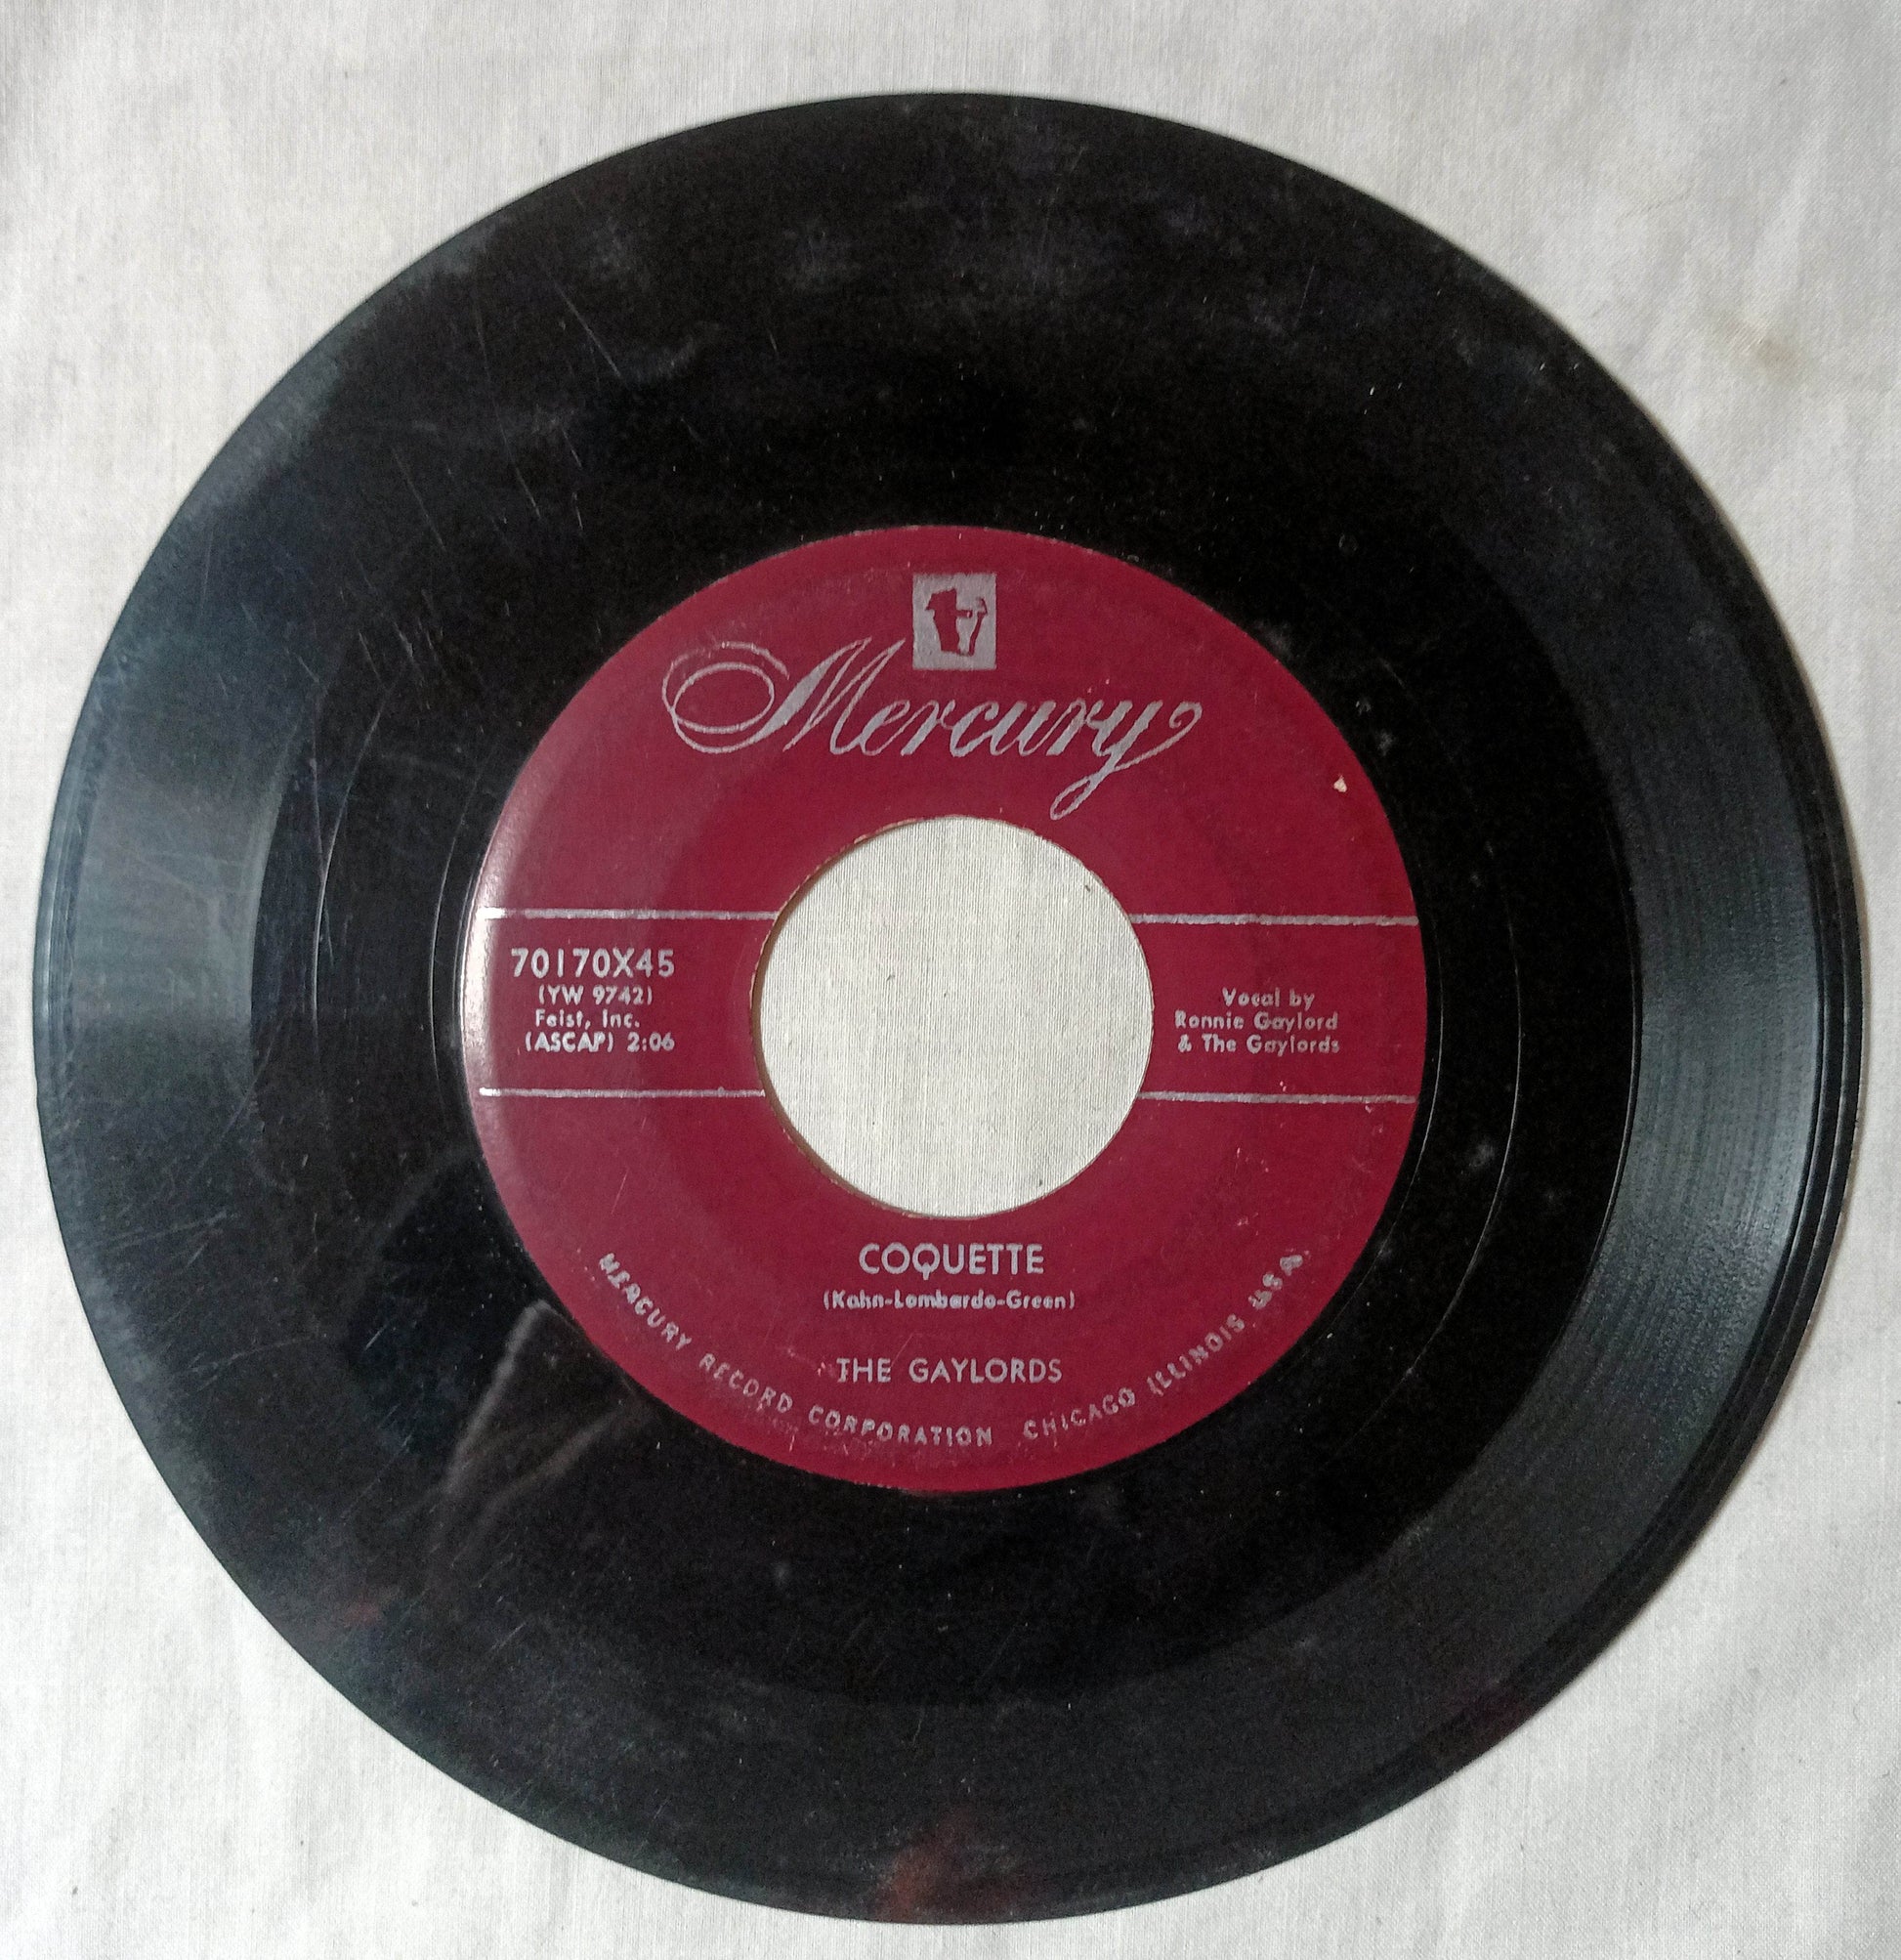 Mercury
70170X45
(YW 9742)
Feist, Inc.
(ASCAP) 2:06
Vocal by
Ronnie Gaylord
& The Gaylords
COQUETTE
(Kahn-Lombardo-Green)
THE GAYLORDS
MERCURY RECORD CORPORATION CHICAGO ILLINOIS U.S.A.